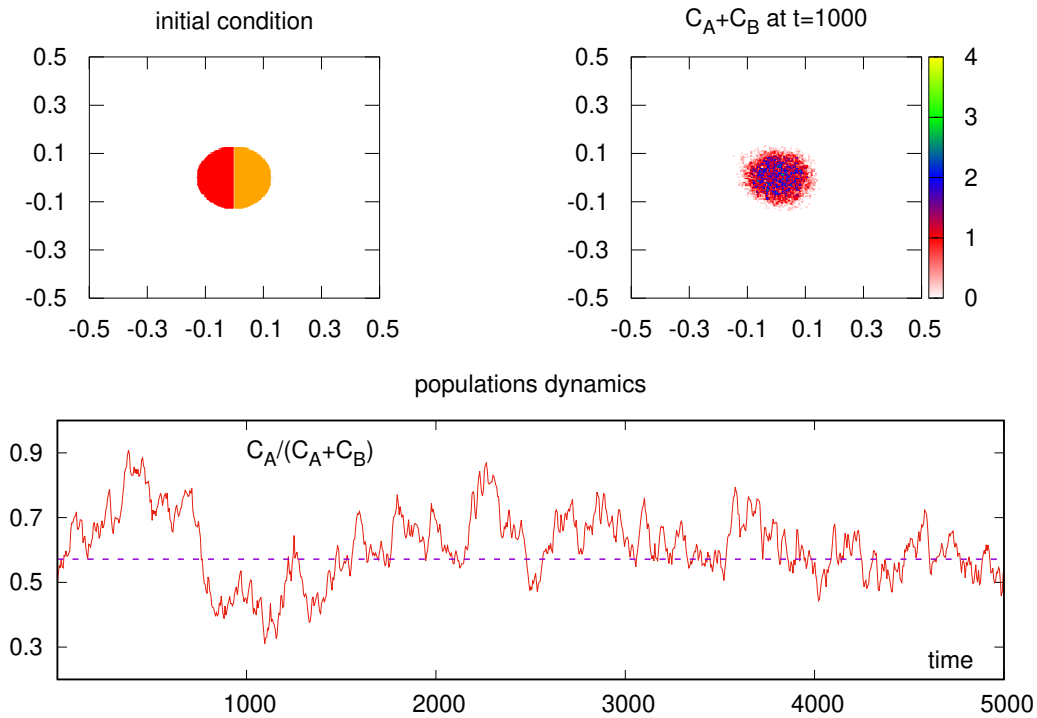 initial condition
C_A+C_B at t=1000
0.5
0.3
0.1
-0.1
-0.3
-0.5
-0.5 -0.3 -0.1 0.1 0.3 0.5
0.5
0.3
0.1
-0.1
-0.3
-0.5
-0.5 -0.3 -0.1 0.1 0.3 0.5
4
3
2
1
0
populations dynamics
C_A/(C_A+C_B)
0.9
0.7
0.5
0.3
time
1000 2000 3000 4000 5000